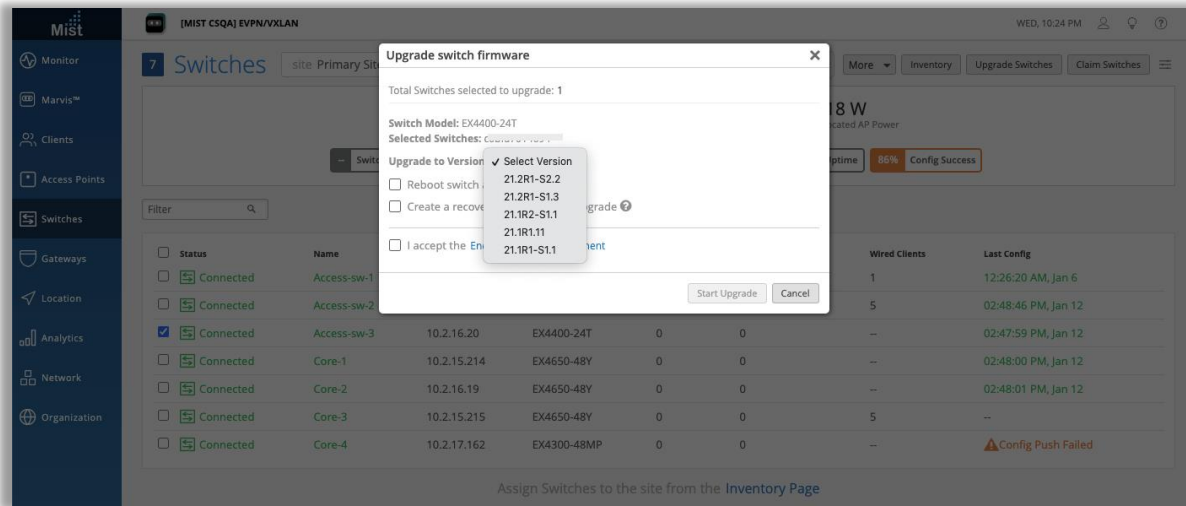 Mist
[MIST CSQA] EVPN/VXLAN
WED, 10:24 PM
Monitor
Marvis™
Clients
Access Points
Switches
Gateways
Location
Analytics
Network
Organization
7 Switches site Primary Sit
More Inventory Upgrade Switches Claim Switches
Upgrade switch firmware
Total Switches selected to upgrade: 1
Switch Model: EX4400-24T
Selected Switches:
Upgrade to Version
Reboot switch
Create a recove grade
I accept the En ent
✓ Select Version
21.2R1-S2.2
21.2R1-S1.3
21.1R2-S1.1
21.1R1.11
21.1R1-S1.1
Start Upgrade Cancel
8 W
cated AP Power
Switc
ptime 86% Config Success
Filter
Status Name Wired Clients Last Config
Connected Access-sw-1 1 12:26:20 AM, Jan 6
Connected Access-sw-2 5 02:48:46 PM, Jan 12
Connected Access-sw-3 10.2.16.20 EX4400-24T 0 0 -- 02:47:59 PM, Jan 12
Connected Core-1 10.2.15.214 EX4650-48Y 0 0 -- 02:48:00 PM, Jan 12
Connected Core-2 10.2.16.19 EX4650-48Y 0 0 -- 02:48:01 PM, Jan 12
Connected Core-3 10.2.15.215 EX4650-48Y 0 0 5 --
Connected Core-4 10.2.17.162 EX4300-48MP 0 0 -- Config Push Failed
Assign Switches to the site from the Inventory Page